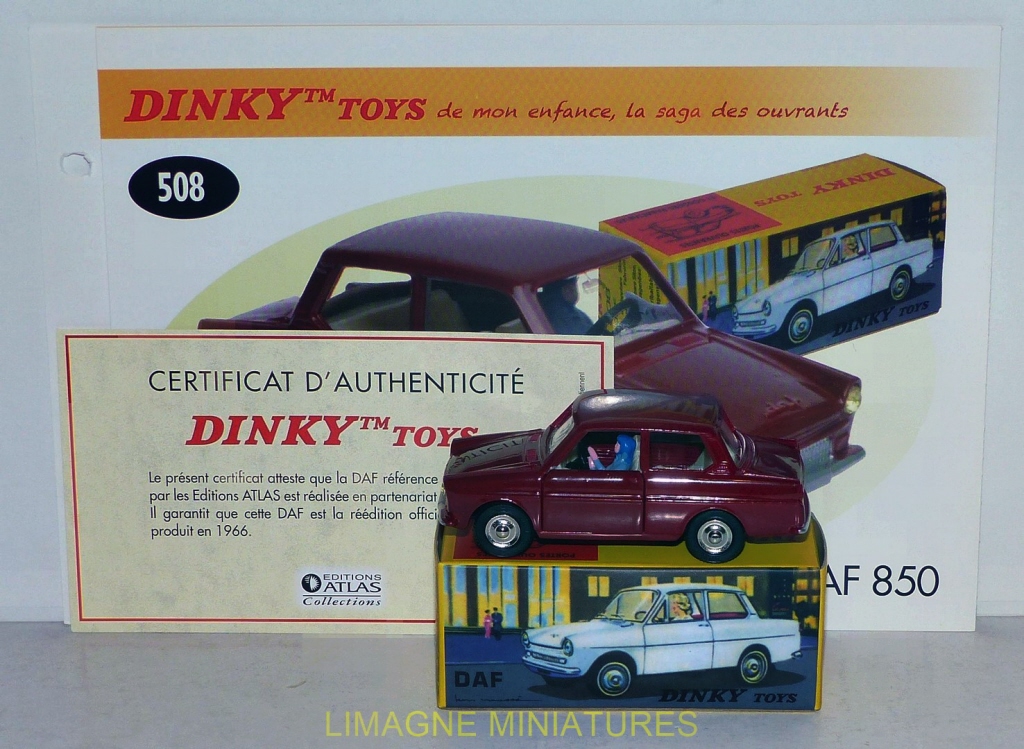 DINKY™ TOYS de mon enfance, la saga des ouvrants
508
DINKY TOYS
DINKY TOYS
CERTIFICAT D'AUTHENTICITÉ
DINKY™ TOYS
Le présent certificat atteste que la DAF référence
par les Editions ATLAS est réalisée en partenariat
Il garantit que cette DAF est la réédition offici
produit en 1966.
EDITIONS
ATLAS
Collections
AF 850
DAF
DINKY TOYS
LIMAGNE MINIATURES